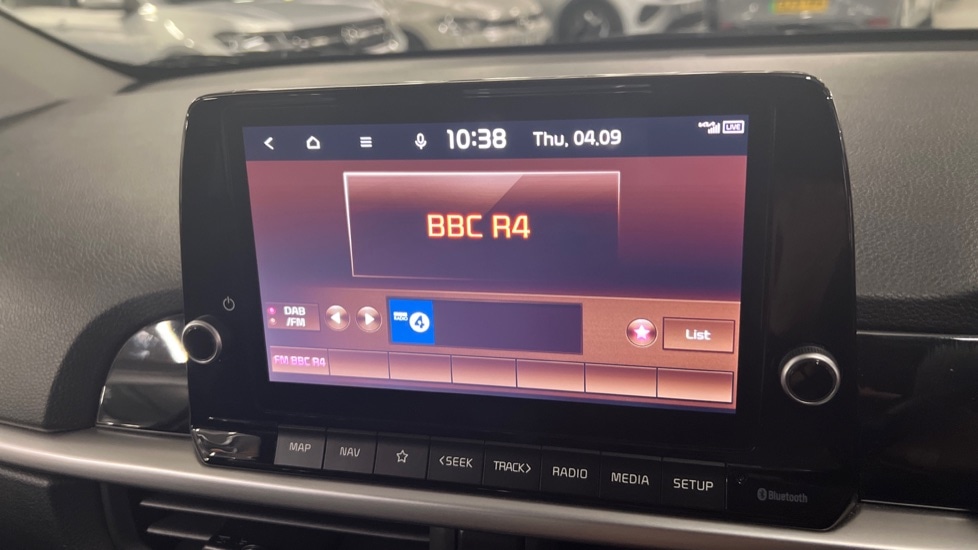 10:38 Thu, 04.09
LIVE
BBC R4
DAB
/FM
4
List
FM BBC R4
MAP
NAV
<SEEK
TRACK>
RADIO
MEDIA
SETUP
Bluetooth